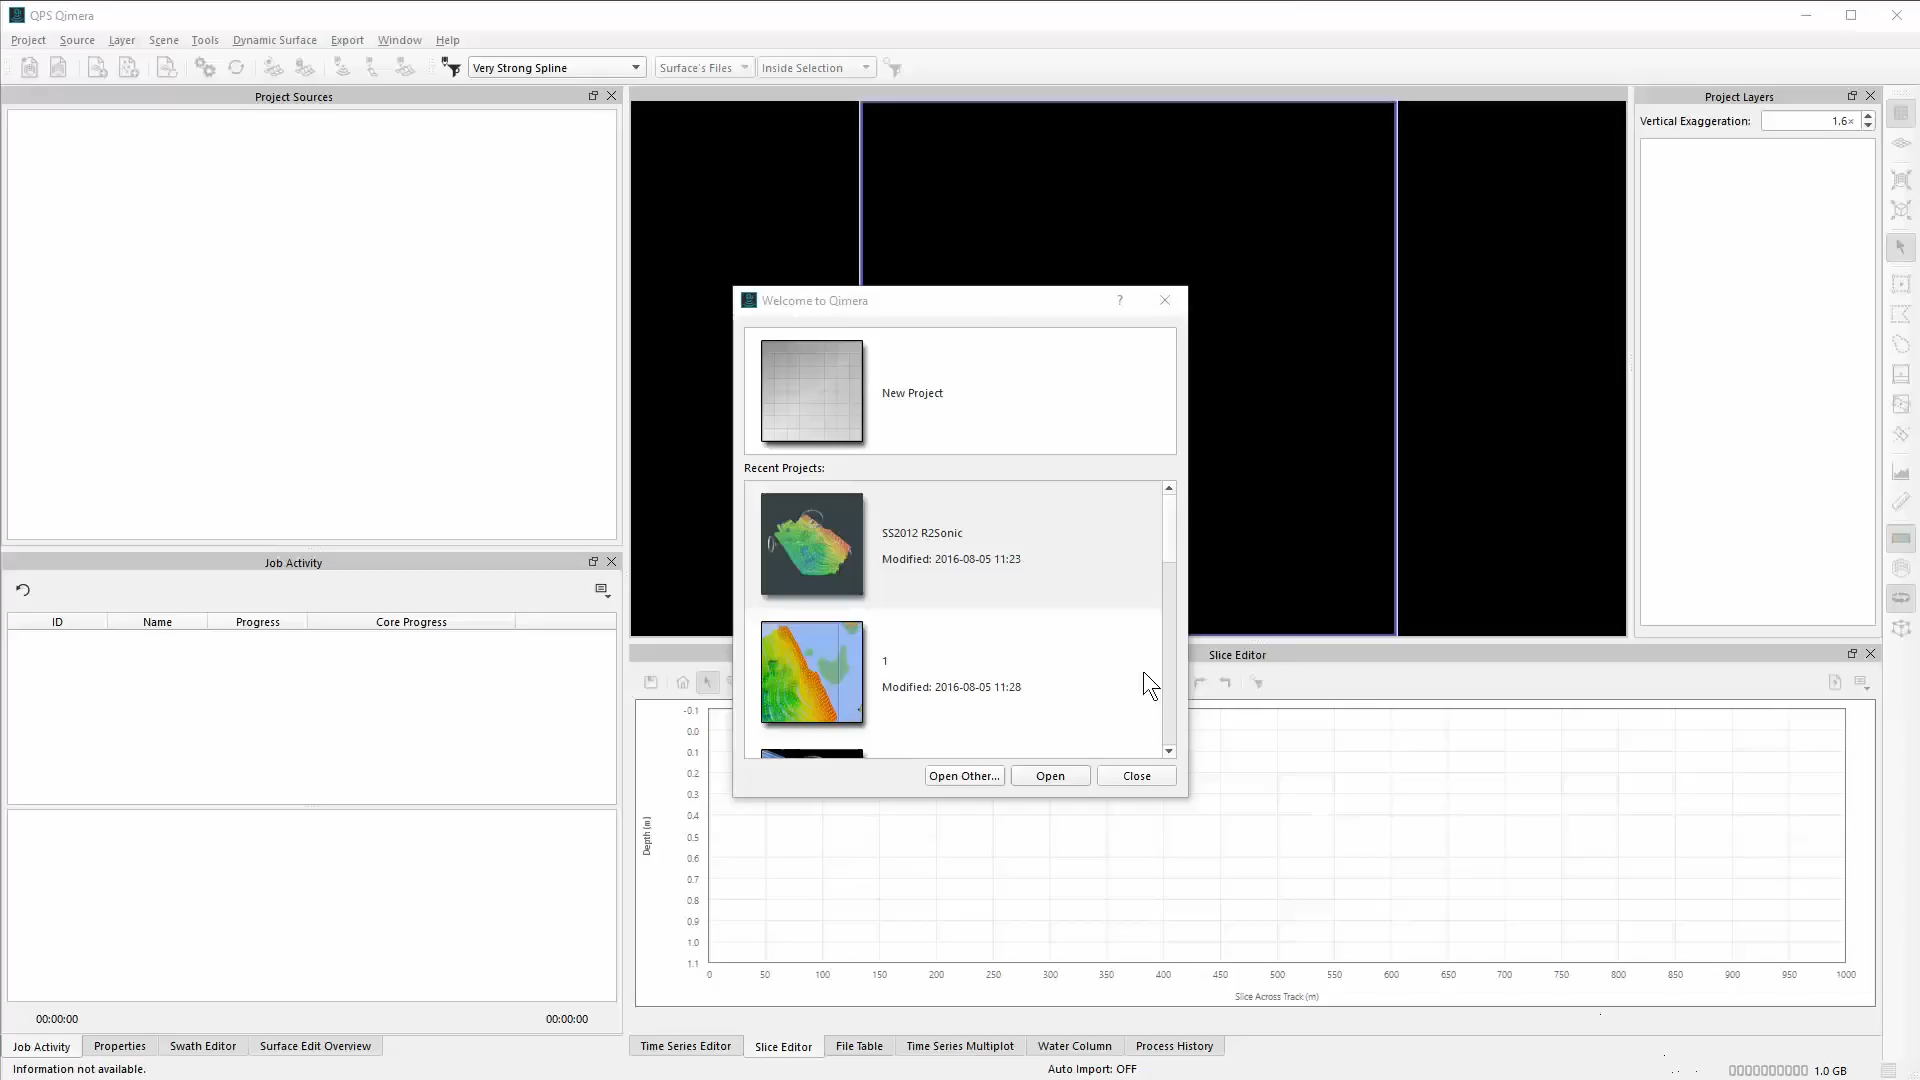 QPS Qimera
Project Source Layer Scene Tools Dynamic Surface Export Window Help
Very Strong Spline Surface's Files Inside Selection
Project Sources
Project Layers
Vertical Exaggeration: 1.6×
Welcome to Qimera ?
New Project
Recent Projects:
SS2012 R2Sonic
Modified: 2016-08-05 11:23
1
Modified: 2016-08-05 11:28
Open Other... Open Close
Job Activity
ID Name Progress Core Progress
00:00:00 00:00:00
Slice Editor
-0.1
0.0
0.1
0.2
0.3
0.4
0.5
0.6
0.7
0.8
0.9
1.0
1.1
Depth (m)
0 50 100 150 200 250 300 350 400 450 500 550 600 650 700 750 800 850 900 950 1000
Slice Across Track (m)
Job Activity Properties Swath Editor Surface Edit Overview
Time Series Editor Slice Editor File Table Time Series Multiplot Water Column Process History
Information not available. Auto Import: OFF 1.0 GB